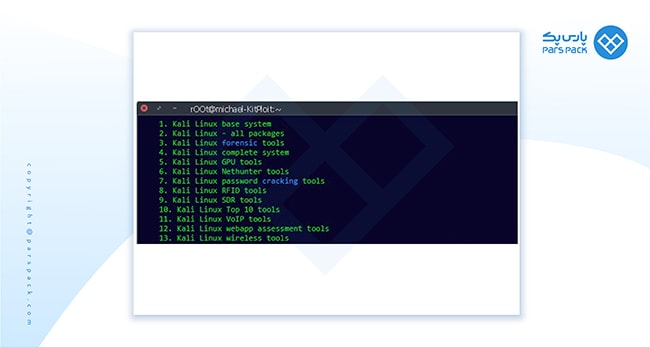 پارس پک
PARS PACK
rOOt@michael-KitPloit:~
1. Kali Linux base system
2. Kali Linux - all packages
3. Kali Linux forensic tools
4. Kali Linux complete system
5. Kali Linux GPU tools
6. Kali Linux Nethunter tools
7. Kali Linux password cracking tools
8. Kali Linux RFID tools
9. Kali Linux SDR tools
10. Kali Linux Top 10 tools
11. Kali Linux VoIP tools
12. Kali Linux webapp assessment tools
13. Kali Linux wireless tools
copyright@parspack.com